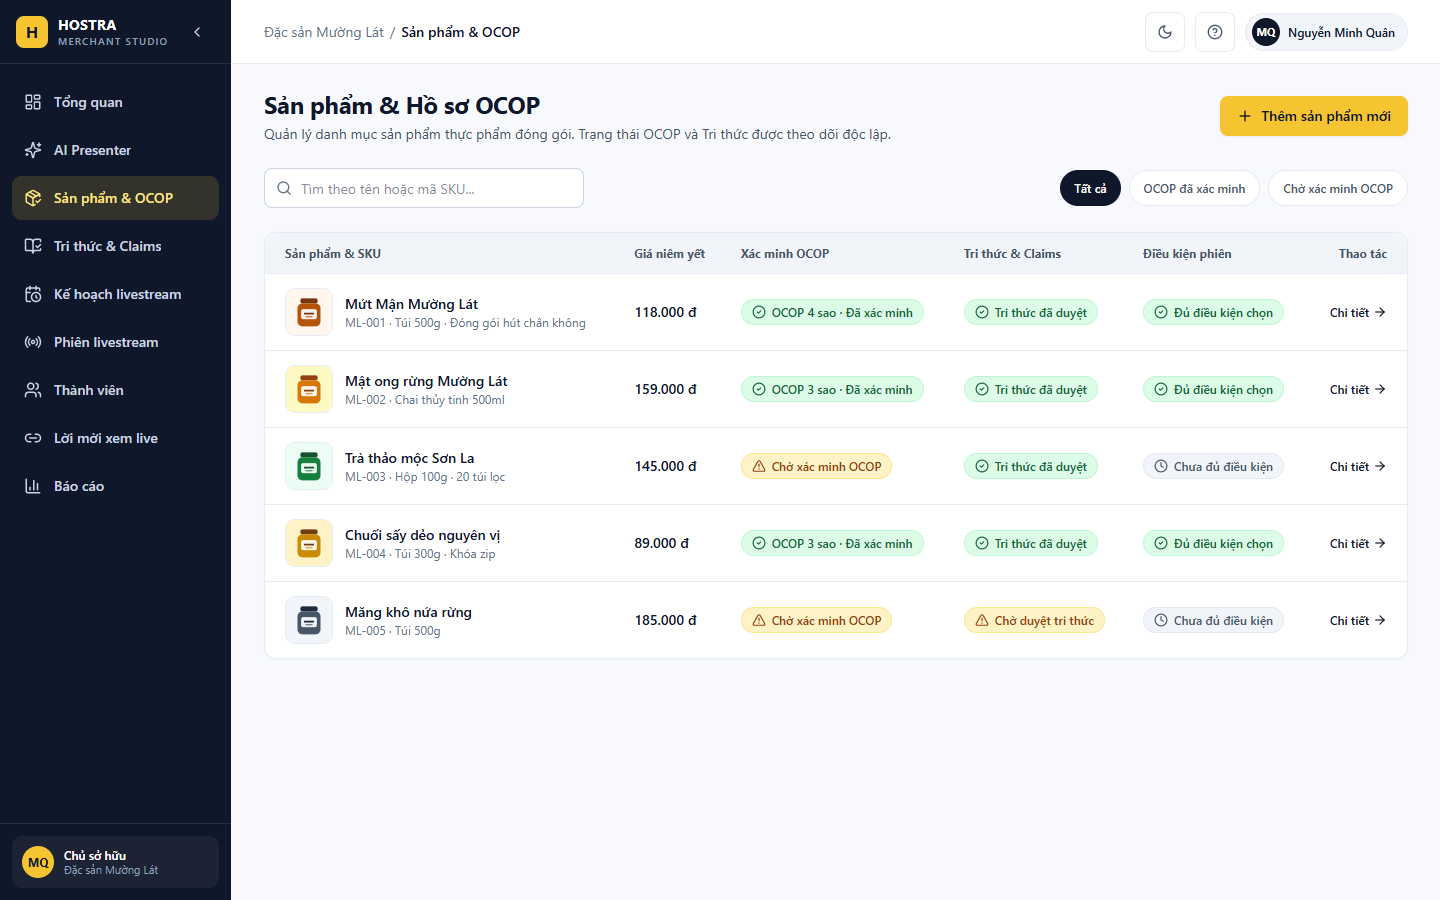 H
HOSTRA
MERCHANT STUDIO
Tổng quan
AI Presenter
Sản phẩm & OCOP
Tri thức & Claims
Kế hoạch livestream
Phiên livestream
Thành viên
Lời mời xem live
Báo cáo
MQ
Chủ sở hữu
Đặc sản Mường Lát
Đặc sản Mường Lát / Sản phẩm & OCOP
MQ Nguyễn Minh Quân
Sản phẩm & Hồ sơ OCOP
Quản lý danh mục sản phẩm thực phẩm đóng gói. Trạng thái OCOP và Tri thức được theo dõi độc lập.
Thêm sản phẩm mới
Tìm theo tên hoặc mã SKU...
Tất cả OCOP đã xác minh Chờ xác minh OCOP
Sản phẩm & SKU Giá niêm yết Xác minh OCOP Tri thức & Claims Điều kiện phiên Thao tác
Mứt Mận Mường Lát
ML-001 · Túi 500g · Đóng gói hút chân không
118.000 đ OCOP 4 sao · Đã xác minh Tri thức đã duyệt Đủ điều kiện chọn Chi tiết
Mật ong rừng Mường Lát
ML-002 · Chai thủy tinh 500ml
159.000 đ OCOP 3 sao · Đã xác minh Tri thức đã duyệt Đủ điều kiện chọn Chi tiết
Trà thảo mộc Sơn La
ML-003 · Hộp 100g · 20 túi lọc
145.000 đ Chờ xác minh OCOP Tri thức đã duyệt Chưa đủ điều kiện Chi tiết
Chuối sấy dẻo nguyên vị
ML-004 · Túi 300g · Khóa zip
89.000 đ OCOP 3 sao · Đã xác minh Tri thức đã duyệt Đủ điều kiện chọn Chi tiết
Măng khô nứa rừng
ML-005 · Túi 500g
185.000 đ Chờ xác minh OCOP Chờ duyệt tri thức Chưa đủ điều kiện Chi tiết